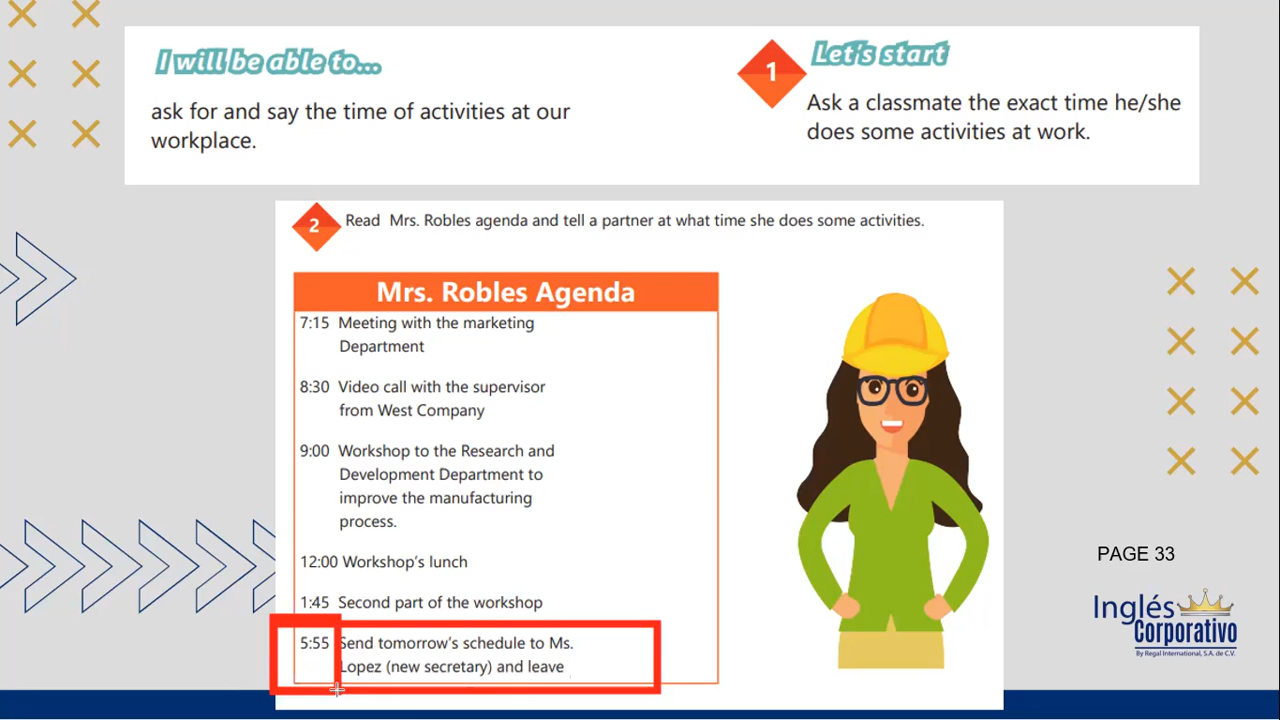 I will be able to...
ask for and say the time of activities at our
workplace.
1
Let's start
Ask a classmate the exact time he/she
does some activities at work.
2
Read Mrs. Robles agenda and tell a partner at what time she does some activities.
Mrs. Robles Agenda
7:15 Meeting with the marketing
Department
8:30 Video call with the supervisor
from West Company
9:00 Workshop to the Research and
Development Department to
improve the manufacturing
process.
12:00 Workshop's lunch
1:45 Second part of the workshop
5:55 Send tomorrow's schedule to Ms.
Lopez (new secretary) and leave
PAGE 33
Inglés
Corporativo
By Regal International, S.A. de C.V.